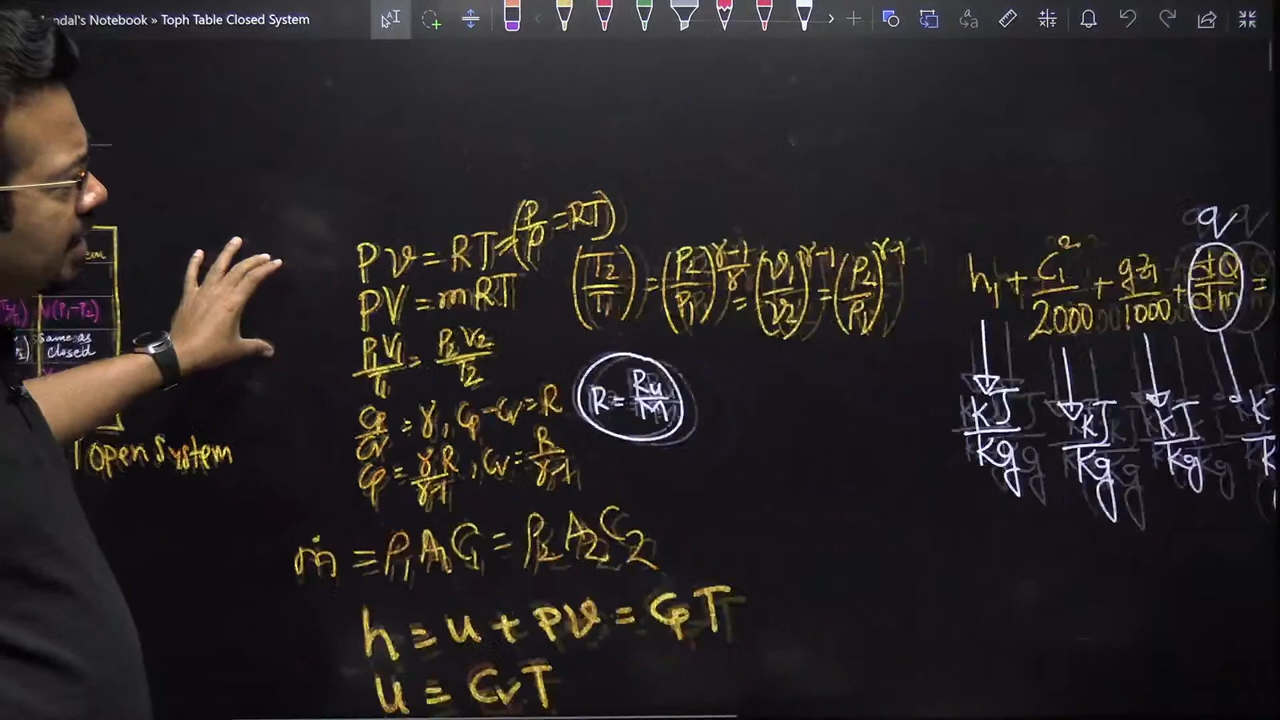 ndal's Notebook » Toph Table Closed System
Pv = RT ⇒ (P/ρ = RT)
PV = mRT
P₁V₁/T₁ = P₂V₂/T₂
(T₂/T₁) = (P₂/P₁)^γ-1/γ = (v₁/v₂)^γ-1 = (ρ₂/ρ₁)^γ-1
Cp/Cv = γ, Cp - Cv = R
Cp = γR/γ-1, Cv = R/γ-1
R = Ru/M
ṁ = ρ₁A₁C₁ = ρ₂A₂C₂
h = u + Pv = CpT
u = CvT
V(P₁-P₂)
Same as
closed
open System
q
h₁ + C₁²/2000 + gz₁/1000 + dQ/dm =
kJ/kg kJ/kg kJ/kg